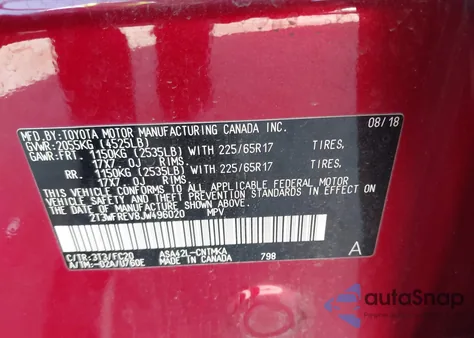 MFD.BY: TOYOTA MOTOR MANUFACTURING CANADA INC. 08/18
GVWR: 2055KG (4525LB)
GAWR: FRT. 1150KG (2535LB) WITH 225/65R17 TIRES,
17X7.0J RIMS,
RR. 1150KG (2535LB) WITH 225/65R17 TIRES,
17X7.0J RIMS,
THIS VEHICLE CONFORMS TO ALL APPLICABLE FEDERAL MOTOR
VEHICLE SAFETY AND THEFT PREVENTION STANDARDS IN EFFECT
ON THE DATE OF MANUFACTURE SHOWN ABOVE.
2T3WFREV8JW496020 MPV
C/TR: 3T3/FC20 ASA42L-CNTMKA A
A/TM: -02A/U760E MADE IN CANADA 798
autoSnap